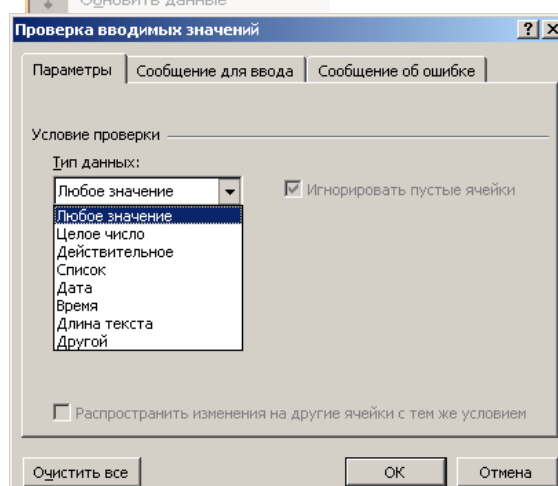 Обновить данные
Проверка вводимых значений
Параметры Сообщение для ввода Сообщение об ошибке
Условие проверки
Тип данных:
Любое значение Игнорировать пустые ячейки
Любое значение
Целое число
Действительное
Список
Дата
Время
Длина текста
Другой
Распространить изменения на другие ячейки с тем же условием
Очистить все ОК Отмена